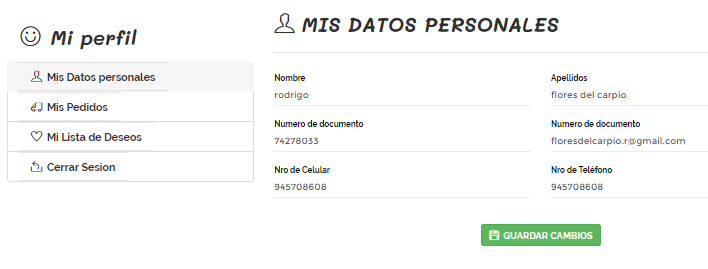 Mi perfil
Mis Datos personales
Mis Pedidos
Mi Lista de Deseos
Cerrar Sesion
MIS DATOS PERSONALES
Nombre
rodrigo
Apellidos
flores del carpio
Numero de documento
74278033
Numero de documento
floresdelcarpio.r@gmail.com
Nro de Celular
945708608
Nro de Teléfono
945708608
GUARDAR CAMBIOS